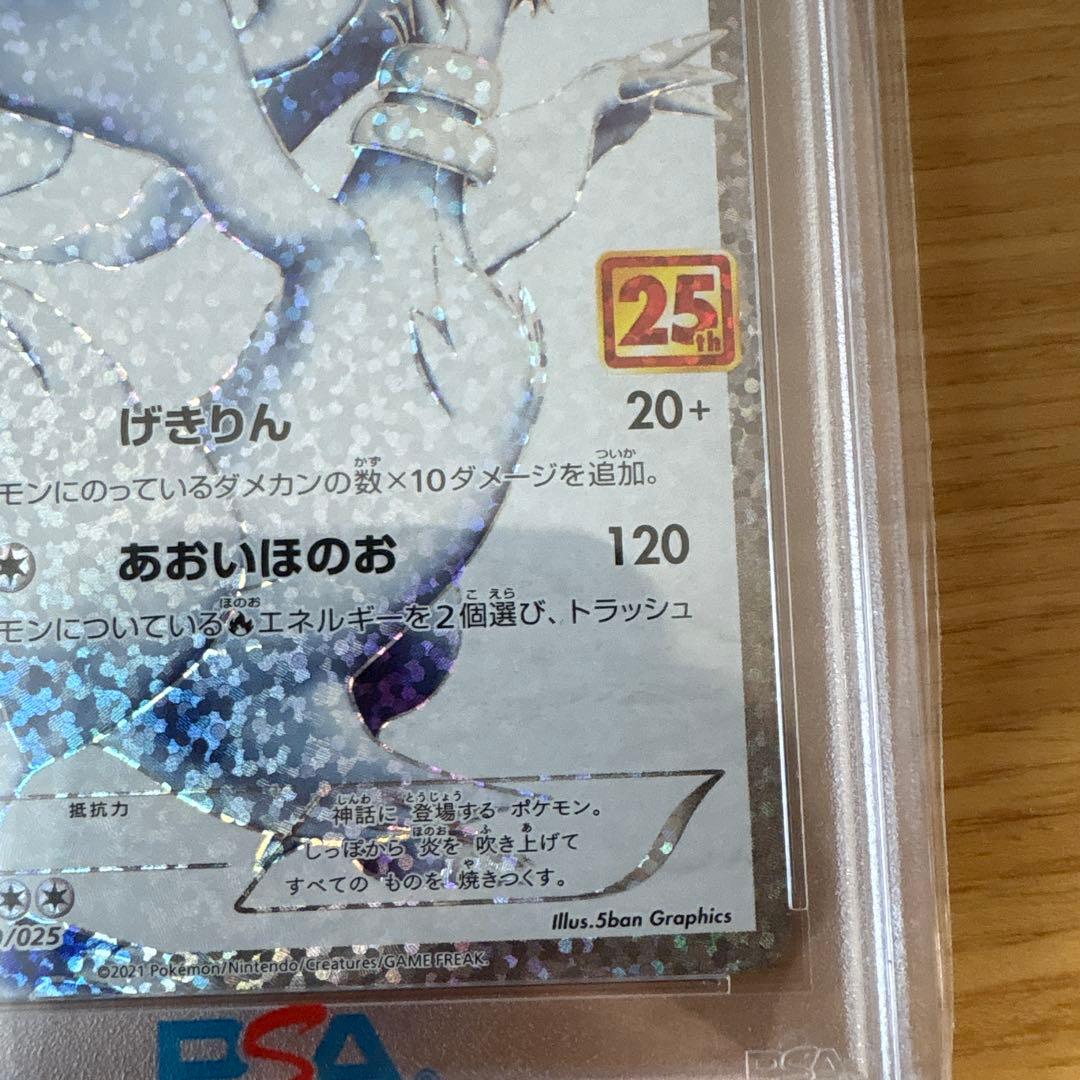 25th
げきりん 20+
モンにのっているダメカンの数×10ダメージを追加。
あおいほのお 120
モンについているエネルギーを2個選び、トラッシュ
抵抗力
神話に 登場する ポケモン。
しっぽから 炎を 吹き上げて
すべての ものを 焼きつくす。
/025
Illus.5ban Graphics
©2021 Pokémon/Nintendo/Creatures/GAME FREAK.
PSA®
PSA